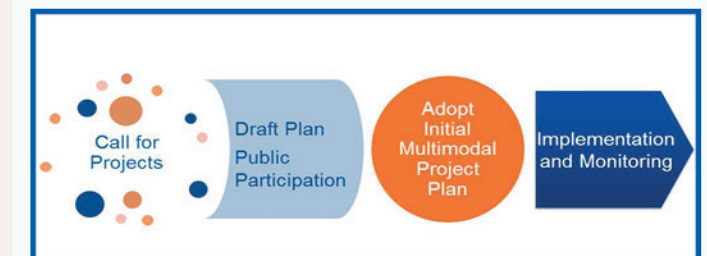 Call for
Projects
Draft Plan
Public
Participation
Adopt
Initial
Multimodal
Project
Plan
Implementation
and Monitoring